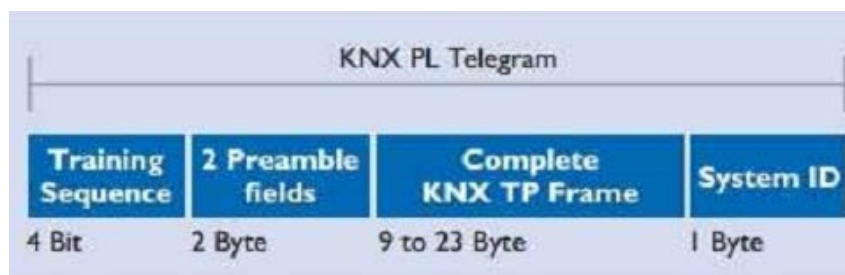 KNX PL Telegram
Training Sequence
2 Preamble fields
Complete KNX TP Frame
System ID
4 Bit
2 Byte
9 to 23 Byte
1 Byte